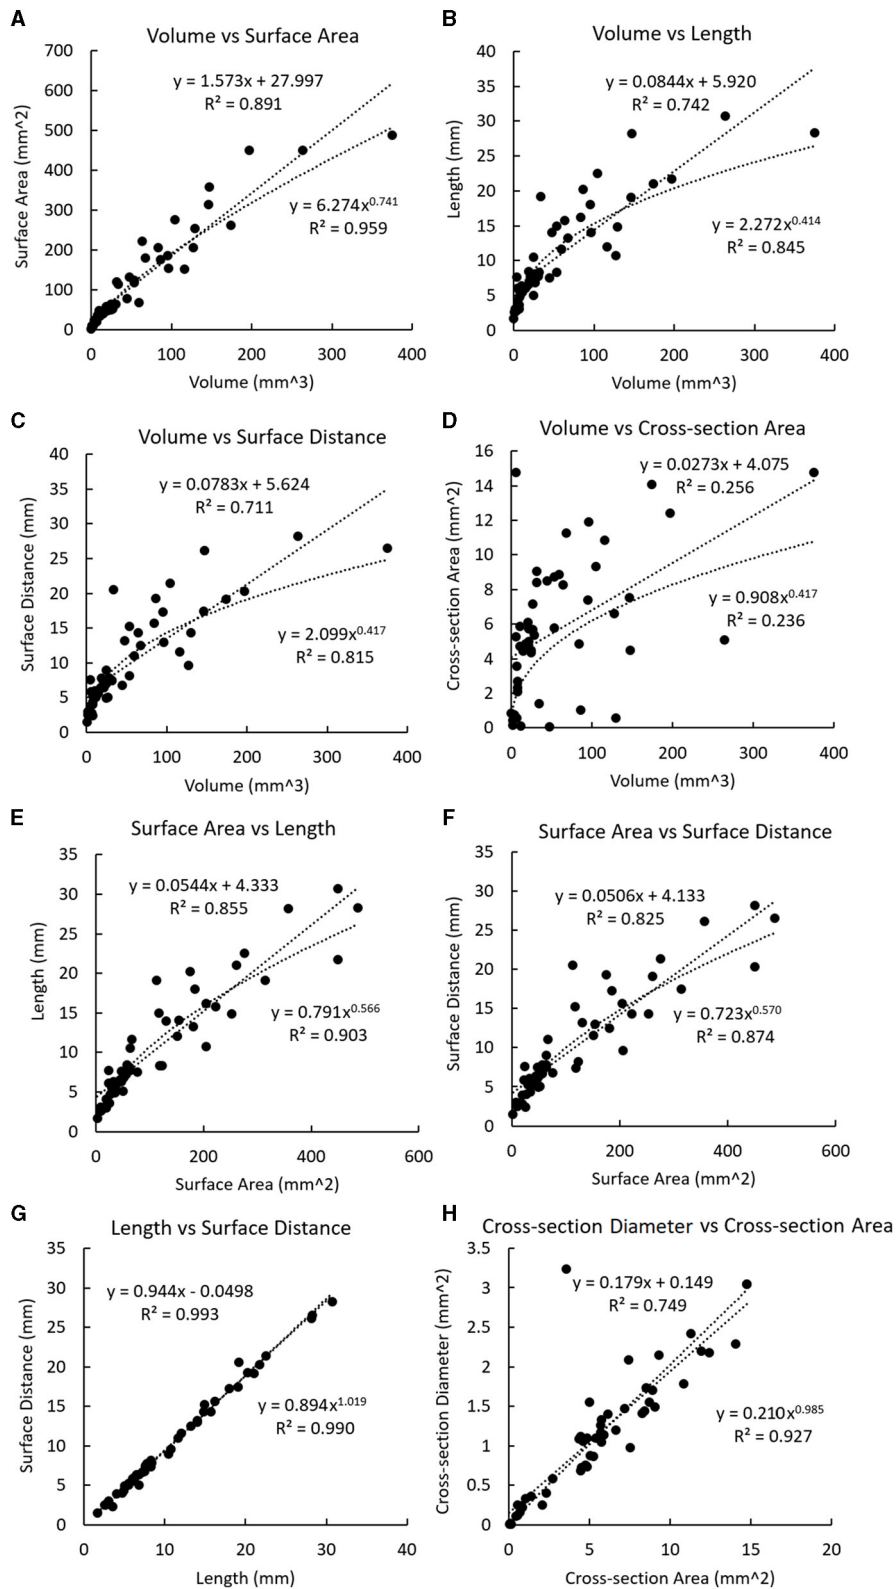 A
Volume vs Surface Area
700
600
500
400
300
200
100
0
Surface Area (mm^2)
y = 1.573x + 27.997
R² = 0.891
y = 6.274x^0.741
R² = 0.959
0 100 200 300 400
Volume (mm^3)
B
Volume vs Length
40
35
30
25
20
15
10
5
0
Length (mm)
y = 0.0844x + 5.920
R² = 0.742
y = 2.272x^0.414
R² = 0.845
0 100 200 300 400
Volume (mm^3)
C
Volume vs Surface Distance
40
35
30
25
20
15
10
5
0
Surface Distance (mm)
y = 0.0783x + 5.624
R² = 0.711
y = 2.099x^0.417
R² = 0.815
0 100 200 300 400
Volume (mm^3)
D
Volume vs Cross-section Area
16
14
12
10
8
6
4
2
0
Cross-section Area (mm^2)
y = 0.0273x + 4.075
R² = 0.256
y = 0.908x^0.417
R² = 0.236
0 100 200 300 400
Volume (mm^3)
E
Surface Area vs Length
35
30
25
20
15
10
5
0
Length (mm)
y = 0.0544x + 4.333
R² = 0.855
y = 0.791x^0.566
R² = 0.903
0 200 400 600
Surface Area (mm^2)
F
Surface Area vs Surface Distance
35
30
25
20
15
10
5
0
Surface Distance (mm)
y = 0.0506x + 4.133
R² = 0.825
y = 0.723x^0.570
R² = 0.874
0 200 400 600
Surface Area (mm^2)
G
Length vs Surface Distance
35
30
25
20
15
10
5
0
Surface Distance (mm)
y = 0.944x - 0.0498
R² = 0.993
y = 0.894x^1.019
R² = 0.990
0 10 20 30 40
Length (mm)
H
Cross-section Diameter vs Cross-section Area
3.5
3
2.5
2
1.5
1
0.5
0
Cross-section Diameter (mm^2)
y = 0.179x + 0.149
R² = 0.749
y = 0.210x^0.985
R² = 0.927
0 5 10 15 20
Cross-section Area (mm^2)